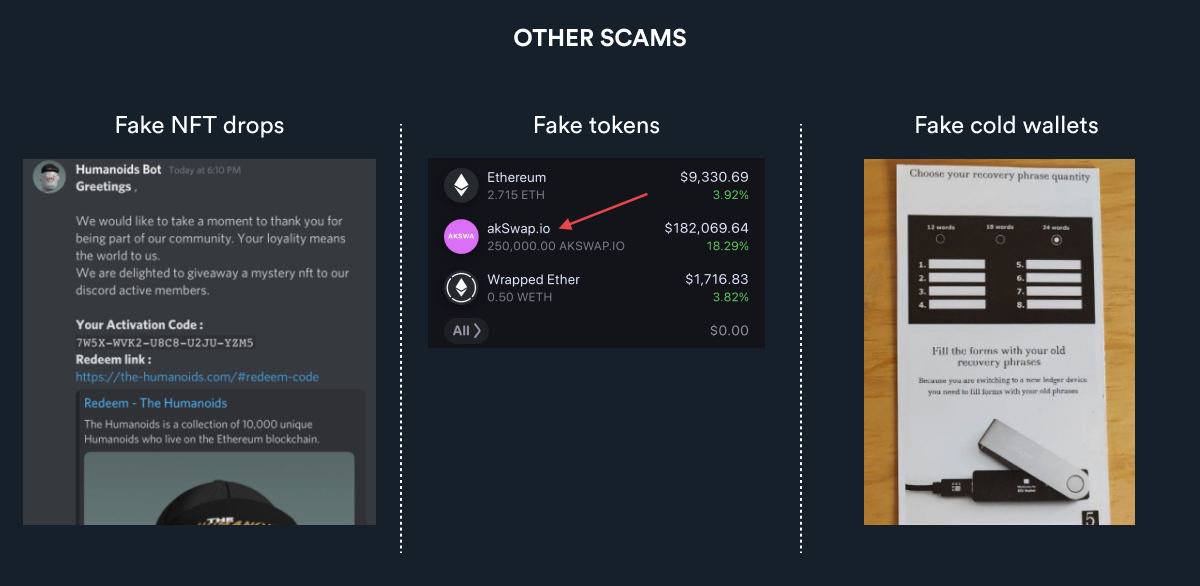 OTHER SCAMS
Fake NFT drops
Humanoids Bot Today at 6:10 PM
Greetings ,
We would like to take a moment to thank you for
being part of our community. Your loyality means
the world to us.
We are delighted to giveaway a mystery nft to our
discord active members.
Your Activation Code :
7W5X-WVK2-U8C8-U2JU-YZM5
Redeem link :
https://the-humanoids.com/#redeem-code
Redeem - The Humanoids
The Humanoids is a collection of 10,000 unique
Humanoids who live on the Ethereum blockchain.
THE
Fake tokens
Ethereum $9,330.69
2.715 ETH 3.92%
AKSWA
akSwap.io $182,069.64
250,000.00 AKSWAP.IO 18.29%
Wrapped Ether $1,716.83
0.50 WETH 3.82%
All $0.00
Fake cold wallets
Choose your recovery phrase quantity
12 words 18 words 24 words
1. 5.
2. 6.
3. 7.
4. 8.
Fill the forms with your old
recovery phrases
Because you are switching to a new ledger device
you need to fill forms with your old phrases
5